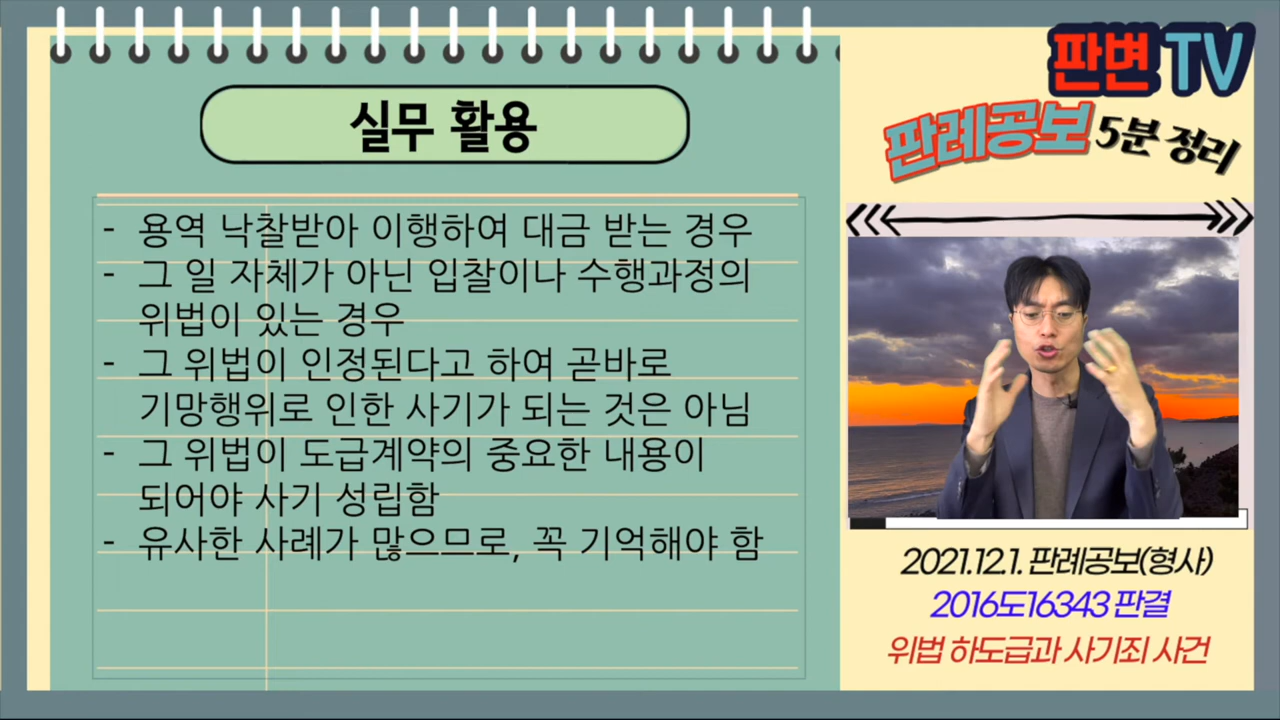 실무 활용
- 용역 낙찰받아 이행하여 대금 받는 경우
- 그 일 자체가 아닌 입찰이나 수행과정의
위법이 있는 경우
- 그 위법이 인정된다고 하여 곧바로
기망행위로 인한 사기가 되는 것은 아님
- 그 위법이 도급계약의 중요한 내용이
되어야 사기 성립함
- 유사한 사례가 많으므로, 꼭 기억해야 함
판변 TV
판례공보 5분 정리
2021.12.1. 판례공보(형사)
2016도16343 판결
위법 하도급과 사기죄 사건